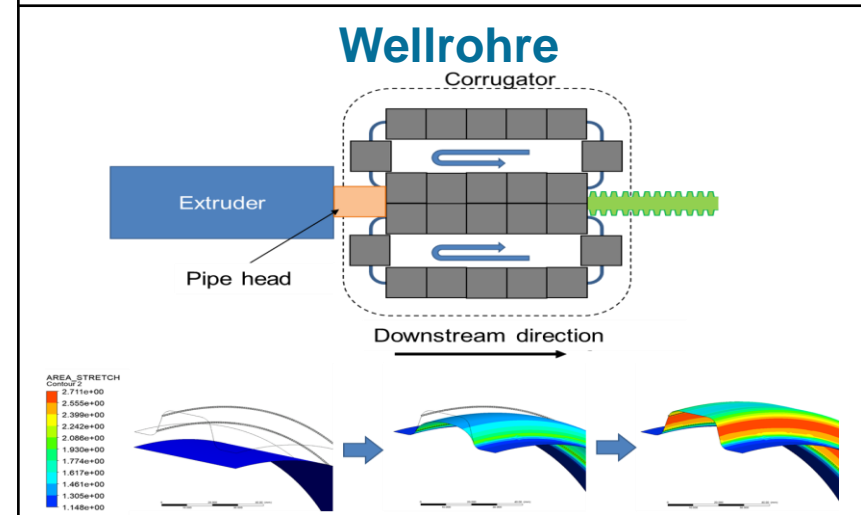 Wellrohre
Corrugator
Extruder
Pipe head
Downstream direction
AREA_STRETCH
Contour 2
2.711e+00
2.555e+00
2.399e+00
2.242e+00
2.086e+00
1.930e+00
1.774e+00
1.617e+00
1.461e+00
1.305e+00
1.148e+00